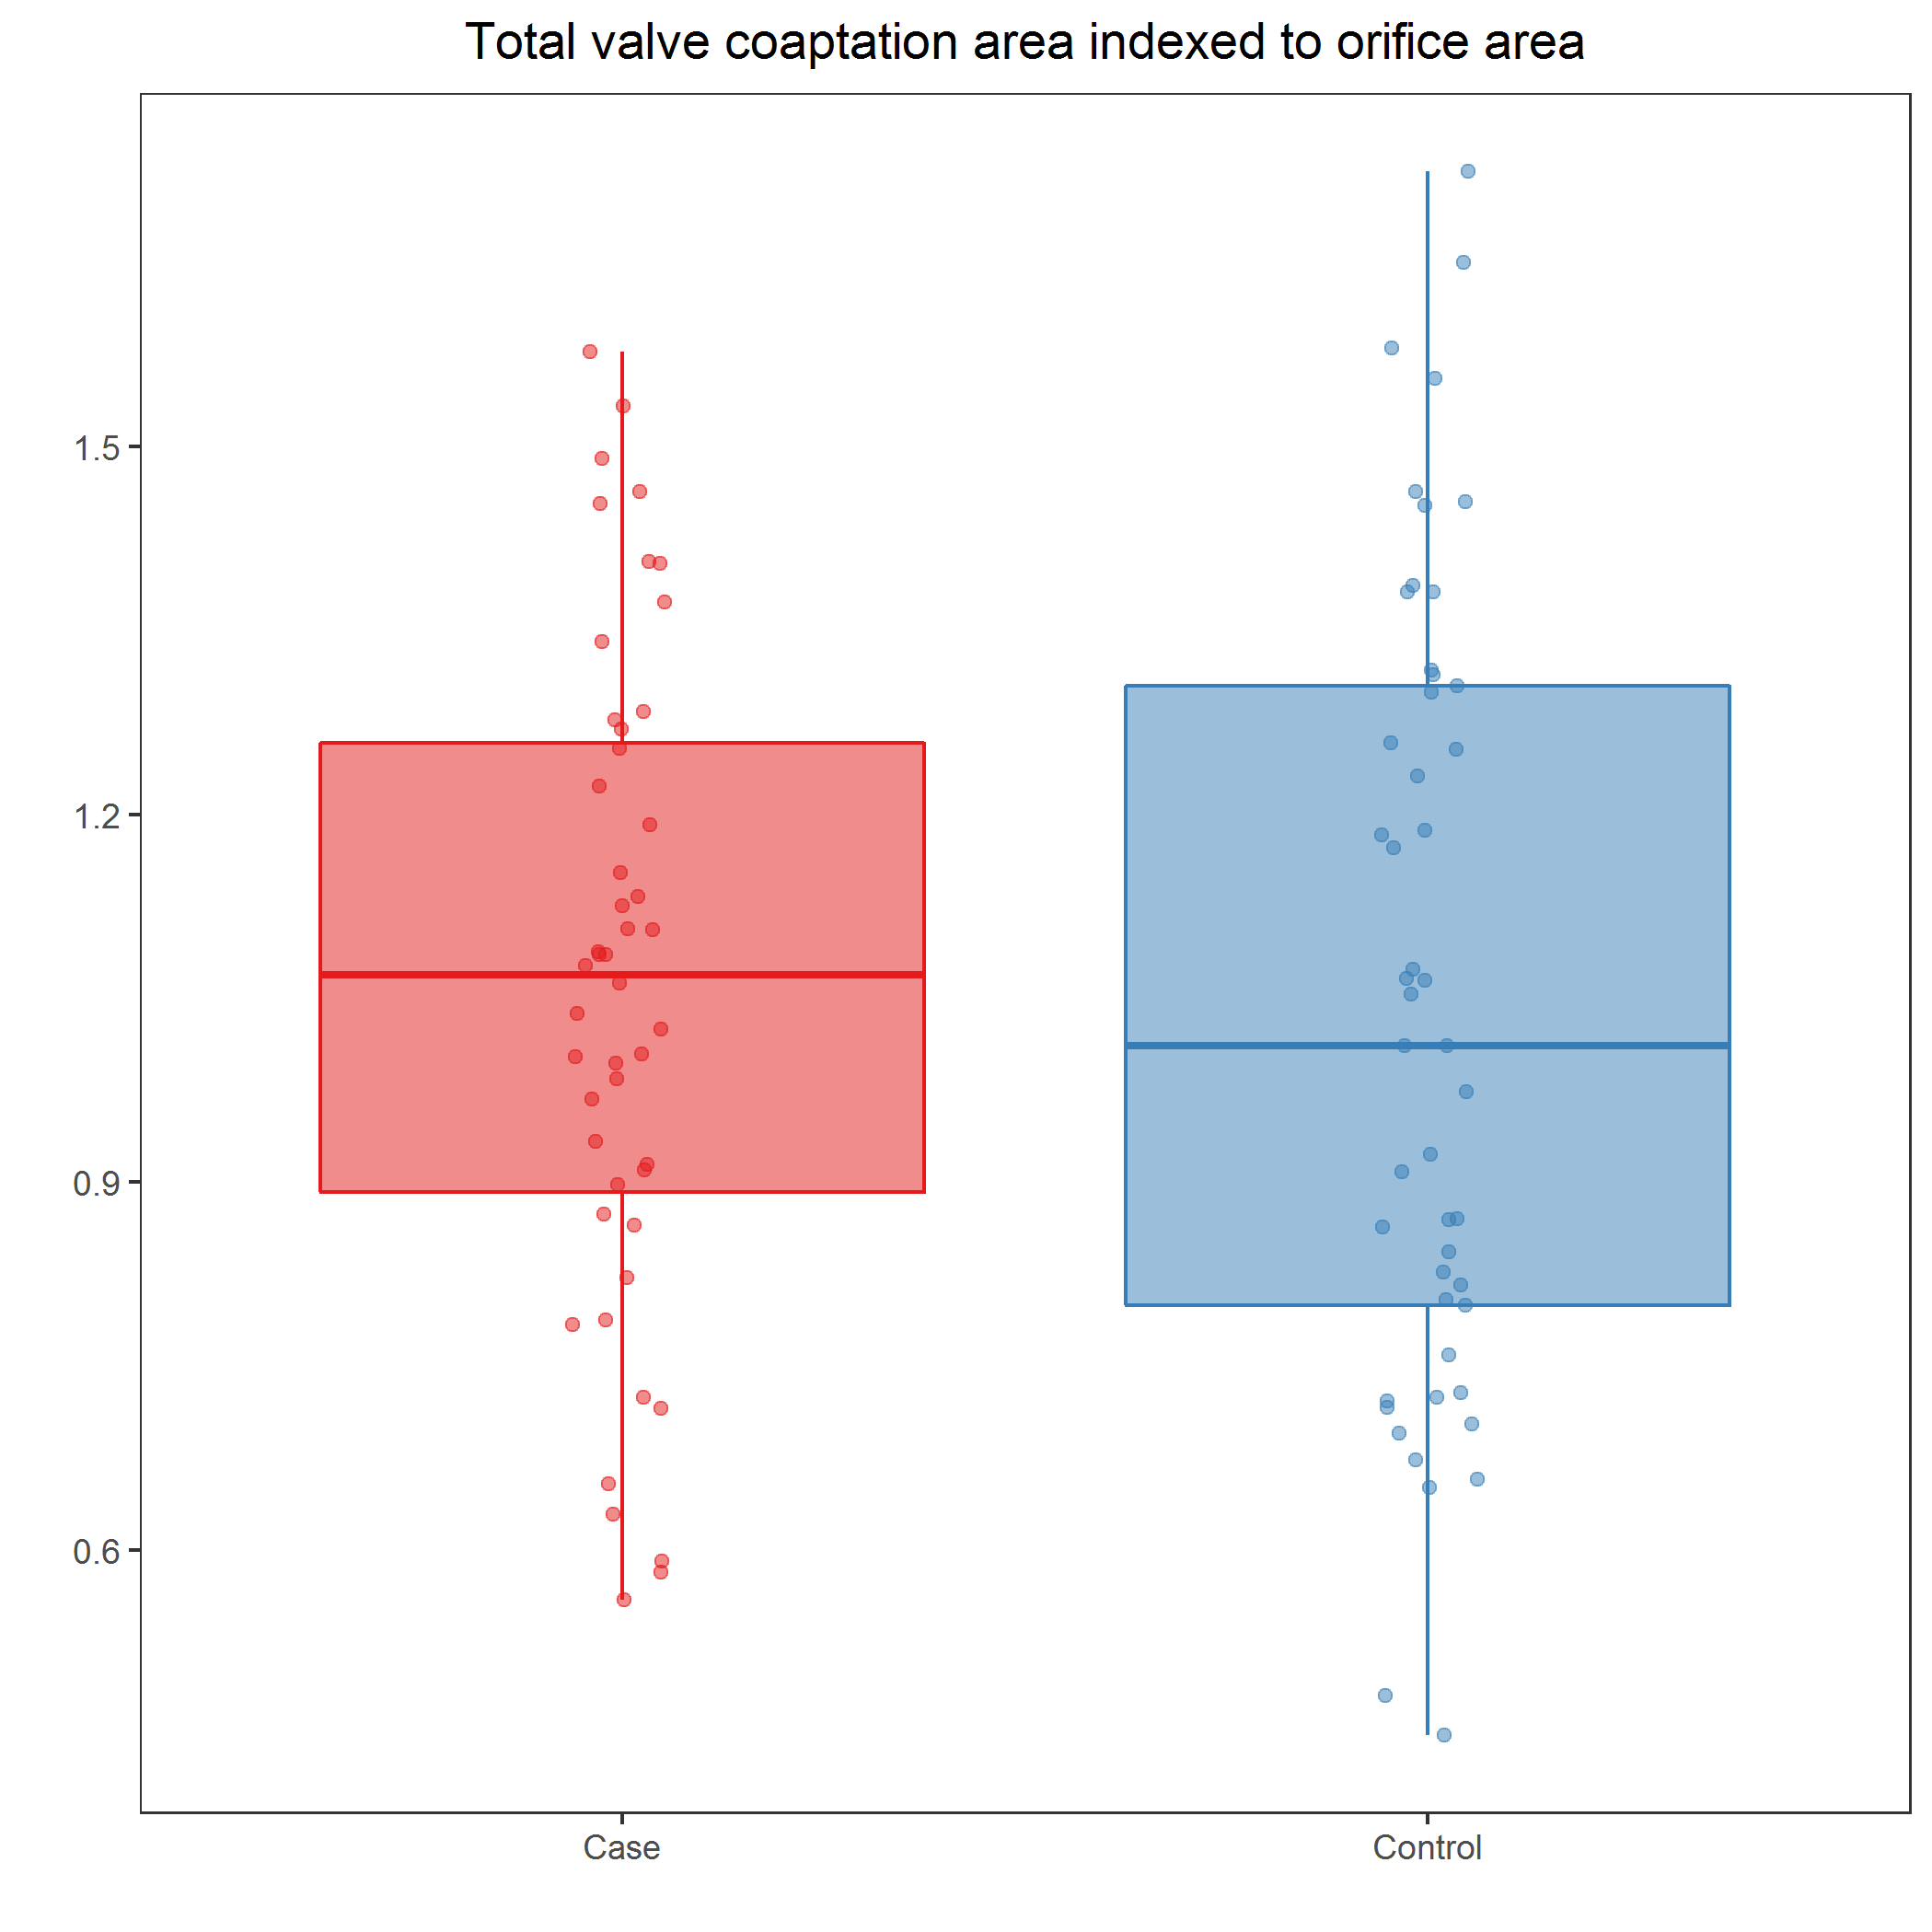 Total valve coaptation area indexed to orifice area
1.5
1.2
0.9
0.6
Case Control